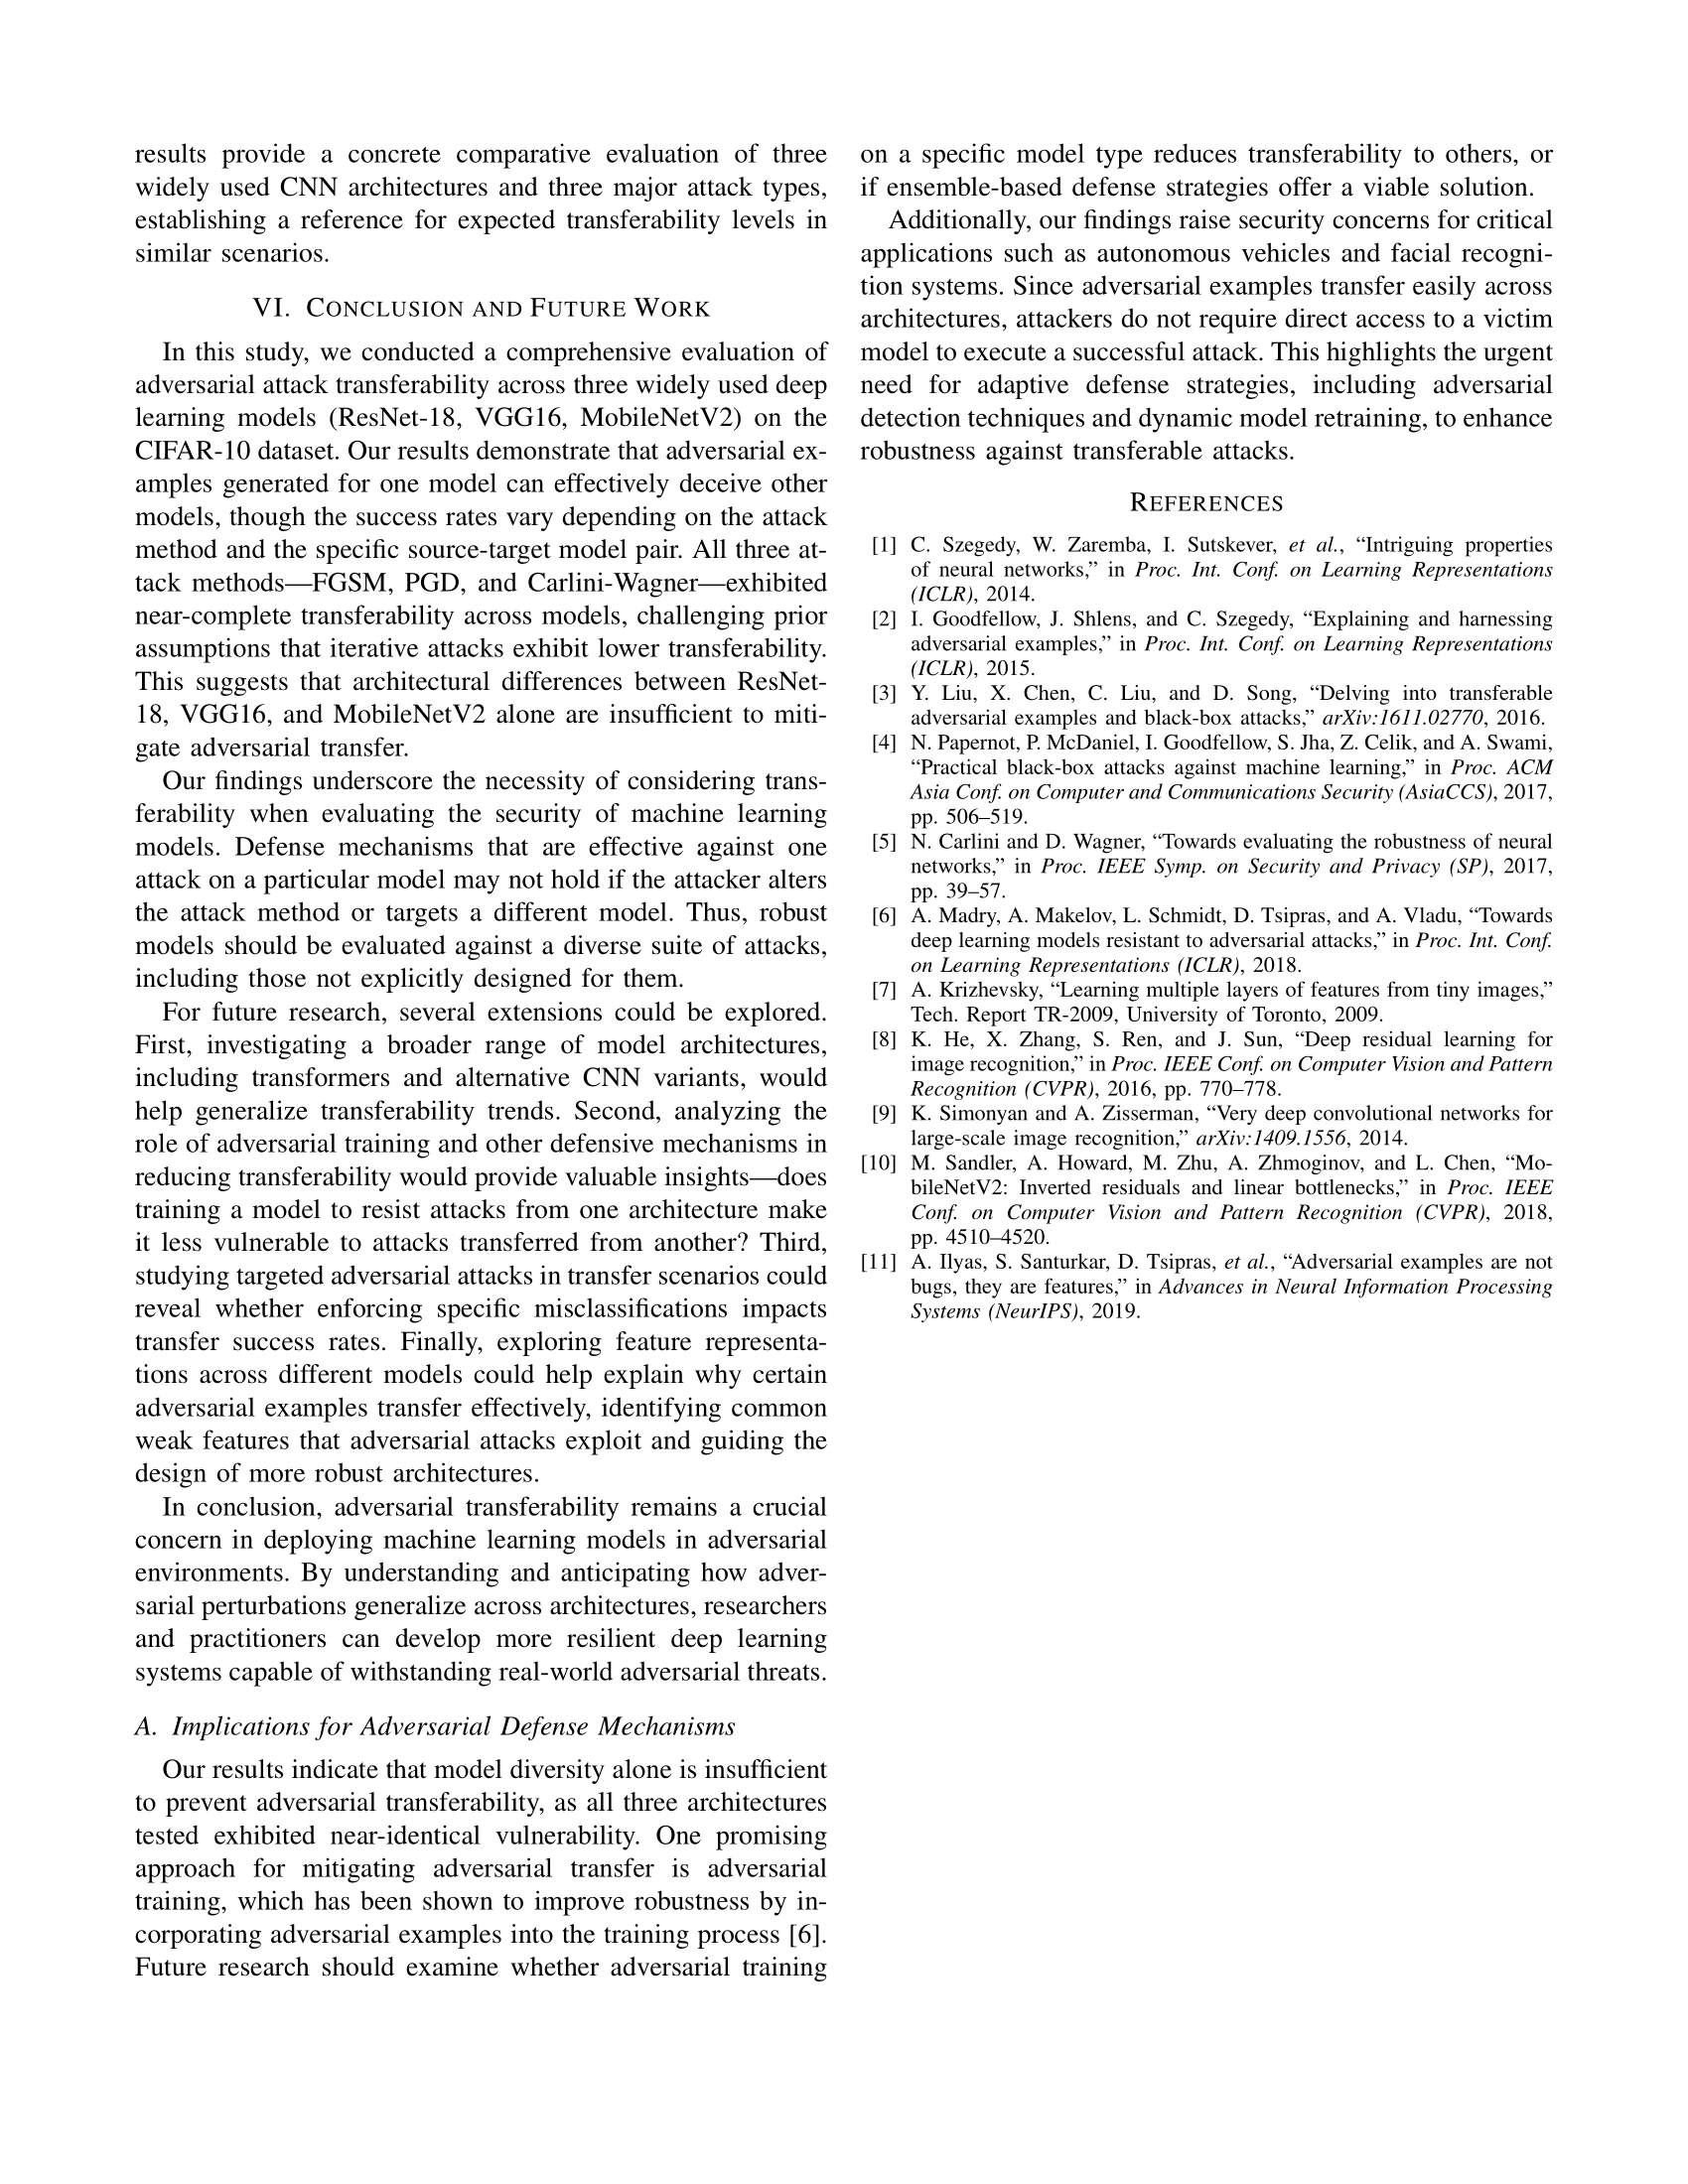 results provide a concrete comparative evaluation of three
widely used CNN architectures and three major attack types,
establishing a reference for expected transferability levels in
similar scenarios.
VI. CONCLUSION AND FUTURE WORK
In this study, we conducted a comprehensive evaluation of
adversarial attack transferability across three widely used deep
learning models (ResNet-18, VGG16, MobileNetV2) on the
CIFAR-10 dataset. Our results demonstrate that adversarial ex-
amples generated for one model can effectively deceive other
models, though the success rates vary depending on the attack
method and the specific source-target model pair. All three at-
tack methods—FGSM, PGD, and Carlini-Wagner—exhibited
near-complete transferability across models, challenging prior
assumptions that iterative attacks exhibit lower transferability.
This suggests that architectural differences between ResNet-
18, VGG16, and MobileNetV2 alone are insufficient to miti-
gate adversarial transfer.
Our findings underscore the necessity of considering trans-
ferability when evaluating the security of machine learning
models. Defense mechanisms that are effective against one
attack on a particular model may not hold if the attacker alters
the attack method or targets a different model. Thus, robust
models should be evaluated against a diverse suite of attacks,
including those not explicitly designed for them.
For future research, several extensions could be explored.
First, investigating a broader range of model architectures,
including transformers and alternative CNN variants, would
help generalize transferability trends. Second, analyzing the
role of adversarial training and other defensive mechanisms in
reducing transferability would provide valuable insights—does
training a model to resist attacks from one architecture make
it less vulnerable to attacks transferred from another? Third,
studying targeted adversarial attacks in transfer scenarios could
reveal whether enforcing specific misclassifications impacts
transfer success rates. Finally, exploring feature representa-
tions across different models could help explain why certain
adversarial examples transfer effectively, identifying common
weak features that adversarial attacks exploit and guiding the
design of more robust architectures.
In conclusion, adversarial transferability remains a crucial
concern in deploying machine learning models in adversarial
environments. By understanding and anticipating how adver-
sarial perturbations generalize across architectures, researchers
and practitioners can develop more resilient deep learning
systems capable of withstanding real-world adversarial threats.
A. Implications for Adversarial Defense Mechanisms
Our results indicate that model diversity alone is insufficient
to prevent adversarial transferability, as all three architectures
tested exhibited near-identical vulnerability. One promising
approach for mitigating adversarial transfer is adversarial
training, which has been shown to improve robustness by in-
corporating adversarial examples into the training process [6].
Future research should examine whether adversarial training
on a specific model type reduces transferability to others, or
if ensemble-based defense strategies offer a viable solution.
Additionally, our findings raise security concerns for critical
applications such as autonomous vehicles and facial recogni-
tion systems. Since adversarial examples transfer easily across
architectures, attackers do not require direct access to a victim
model to execute a successful attack. This highlights the urgent
need for adaptive defense strategies, including adversarial
detection techniques and dynamic model retraining, to enhance
robustness against transferable attacks.
REFERENCES
[1] C. Szegedy, W. Zaremba, I. Sutskever, et al., “Intriguing properties
of neural networks,” in Proc. Int. Conf. on Learning Representations
(ICLR), 2014.
[2] I. Goodfellow, J. Shlens, and C. Szegedy, “Explaining and harnessing
adversarial examples,” in Proc. Int. Conf. on Learning Representations
(ICLR), 2015.
[3] Y. Liu, X. Chen, C. Liu, and D. Song, “Delving into transferable
adversarial examples and black-box attacks,” arXiv:1611.02770, 2016.
[4] N. Papernot, P. McDaniel, I. Goodfellow, S. Jha, Z. Celik, and A. Swami,
“Practical black-box attacks against machine learning,” in Proc. ACM
Asia Conf. on Computer and Communications Security (AsiaCCS), 2017,
pp. 506–519.
[5] N. Carlini and D. Wagner, “Towards evaluating the robustness of neural
networks,” in Proc. IEEE Symp. on Security and Privacy (SP), 2017,
pp. 39–57.
[6] A. Madry, A. Makelov, L. Schmidt, D. Tsipras, and A. Vladu, “Towards
deep learning models resistant to adversarial attacks,” in Proc. Int. Conf.
on Learning Representations (ICLR), 2018.
[7] A. Krizhevsky, “Learning multiple layers of features from tiny images,”
Tech. Report TR-2009, University of Toronto, 2009.
[8] K. He, X. Zhang, S. Ren, and J. Sun, “Deep residual learning for
image recognition,” in Proc. IEEE Conf. on Computer Vision and Pattern
Recognition (CVPR), 2016, pp. 770–778.
[9] K. Simonyan and A. Zisserman, “Very deep convolutional networks for
large-scale image recognition,” arXiv:1409.1556, 2014.
[10] M. Sandler, A. Howard, M. Zhu, A. Zhmoginov, and L. Chen, “Mo-
bileNetV2: Inverted residuals and linear bottlenecks,” in Proc. IEEE
Conf. on Computer Vision and Pattern Recognition (CVPR), 2018,
pp. 4510–4520.
[11] A. Ilyas, S. Santurkar, D. Tsipras, et al., “Adversarial examples are not
bugs, they are features,” in Advances in Neural Information Processing
Systems (NeurIPS), 2019.